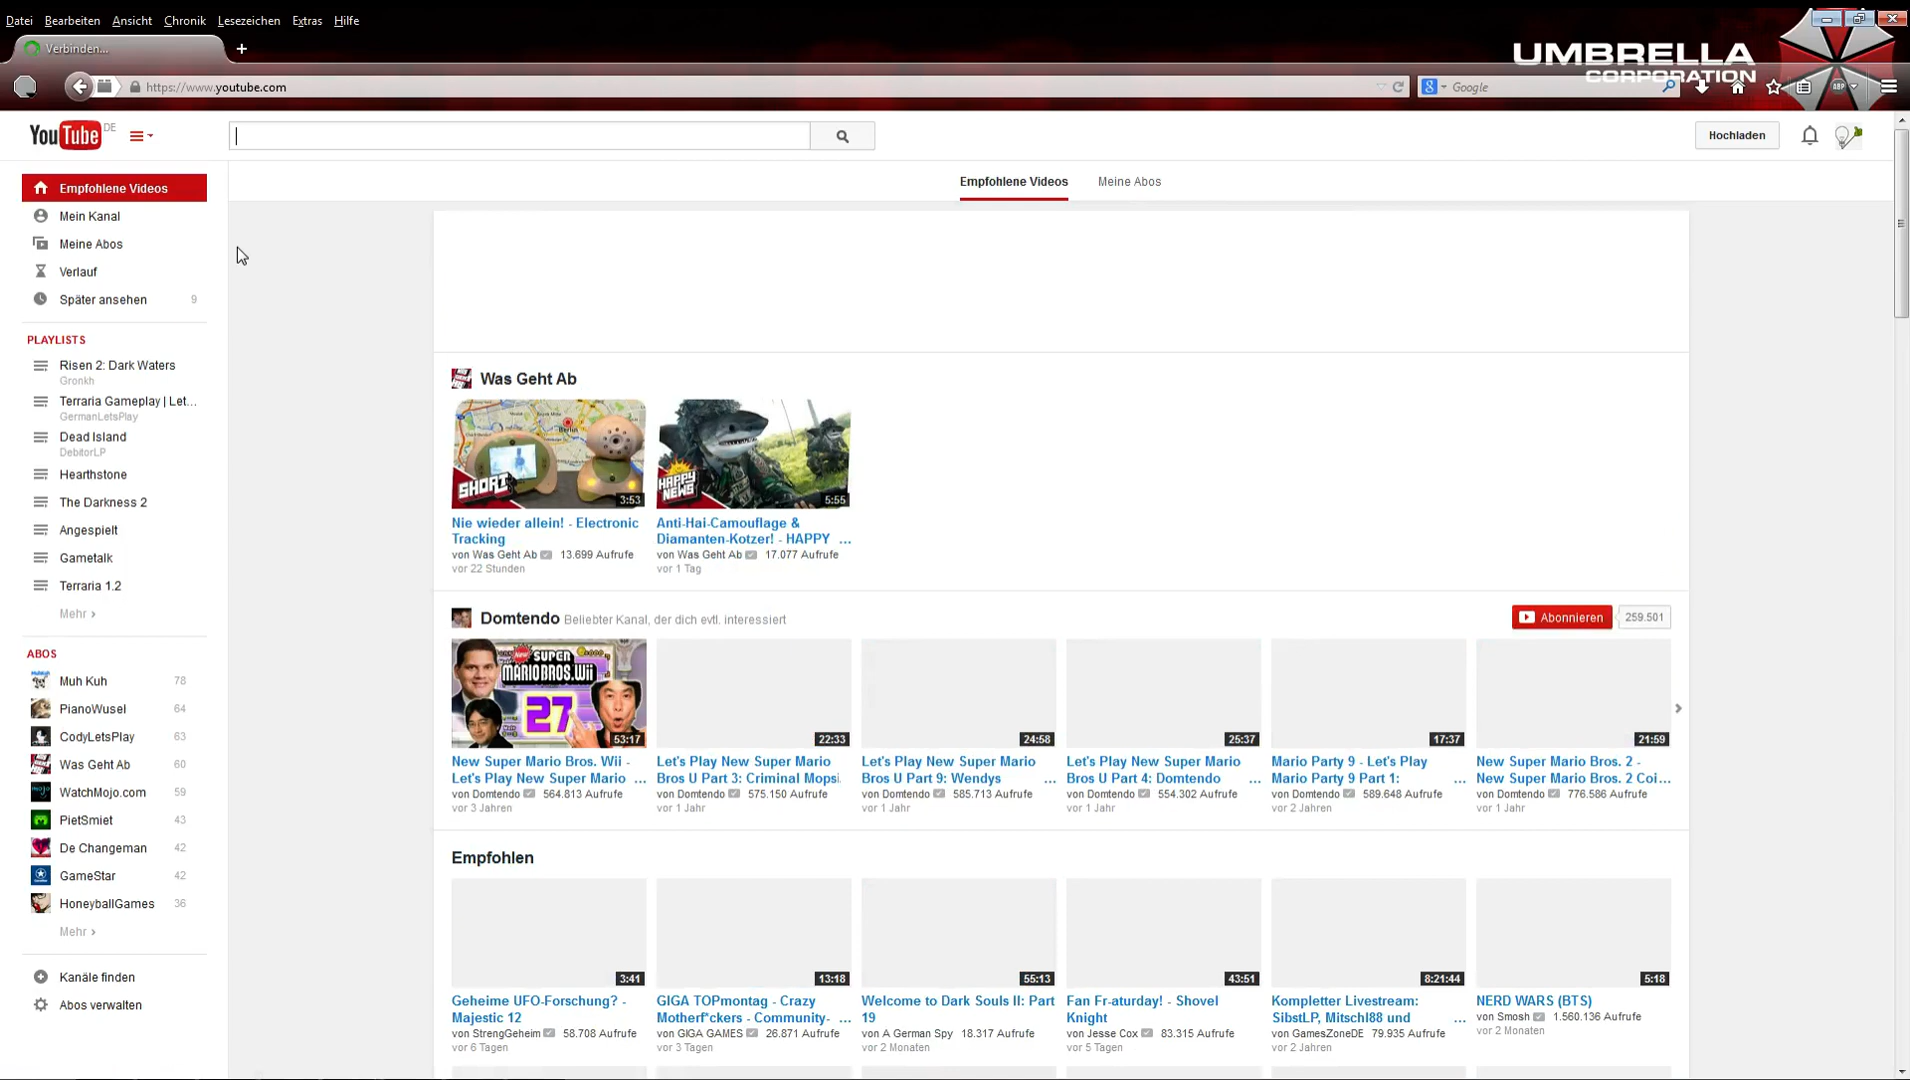 Datei Bearbeiten Ansicht Chronik Lesezeichen Extras Hilfe
Verbinden...
UMBRELLA
CORPORATION
https://www.youtube.com
Google
ABP
YouTube DE
Hochladen
Empfohlene Videos
Mein Kanal
Meine Abos
Verlauf
Später ansehen 9
PLAYLISTS
Risen 2: Dark Waters
Gronkh
Terraria Gameplay | Let...
GermanLetsPlay
Dead Island
DebitorLP
Hearthstone
The Darkness 2
Angespielt
Gametalk
Terraria 1.2
Mehr ›
ABOS
Muh Kuh 78
PianoWusel 64
CodyLetsPlay 63
Was Geht Ab 60
WatchMojo.com 59
PietSmiet 43
De Changeman 42
GameStar 42
HoneyballGames 36
Mehr ›
Kanäle finden
Abos verwalten
Empfohlene Videos Meine Abos
Was Geht Ab
SHORT
3:53
HAPPY
NEWS
5:55
Nie wieder allein! - Electronic
Tracking
von Was Geht Ab 13.699 Aufrufe
vor 22 Stunden
Anti-Hai-Camouflage &
Diamanten-Kotzer! - HAPPY ...
von Was Geht Ab 17.077 Aufrufe
vor 1 Tag
Domtendo Beliebter Kanal, der dich evtl. interessiert
Abonnieren 259.501
New SUPER
MARIO BROS. Wii
27
53:17
22:33
24:58
25:37
17:37
21:59
New Super Mario Bros. Wii -
Let's Play New Super Mario ...
von Domtendo 564.813 Aufrufe
vor 3 Jahren
Let's Play New Super Mario
Bros U Part 3: Criminal Mopsi
von Domtendo 575.150 Aufrufe
vor 1 Jahr
Let's Play New Super Mario
Bros U Part 9: Wendys ...
von Domtendo 585.713 Aufrufe
vor 1 Jahr
Let's Play New Super Mario
Bros U Part 4: Domtendo ...
von Domtendo 554.302 Aufrufe
vor 1 Jahr
Mario Party 9 - Let's Play
Mario Party 9 Part 1: ...
von Domtendo 589.648 Aufrufe
vor 2 Jahren
New Super Mario Bros. 2 -
New Super Mario Bros. 2 Coi...
von Domtendo 776.586 Aufrufe
vor 1 Jahr
Empfohlen
3:41
13:18
55:13
43:51
8:21:44
5:18
Geheime UFO-Forschung? -
Majestic 12
von StrengGeheim 58.708 Aufrufe
vor 6 Tagen
GIGA TOPmontag - Crazy
Motherf*ckers - Community- ...
von GIGA GAMES 26.871 Aufrufe
vor 3 Tagen
Welcome to Dark Souls II: Part
19
von A German Spy 18.317 Aufrufe
vor 2 Monaten
Fan Fr-aturday! - Shovel
Knight
von Jesse Cox 83.315 Aufrufe
vor 5 Tagen
Kompletter Livestream:
SibstLP, Mitschl88 und ...
von GamesZoneDE 79.935 Aufrufe
vor 2 Jahren
NERD WARS (BTS)
von Smosh 1.560.136 Aufrufe
vor 2 Monaten